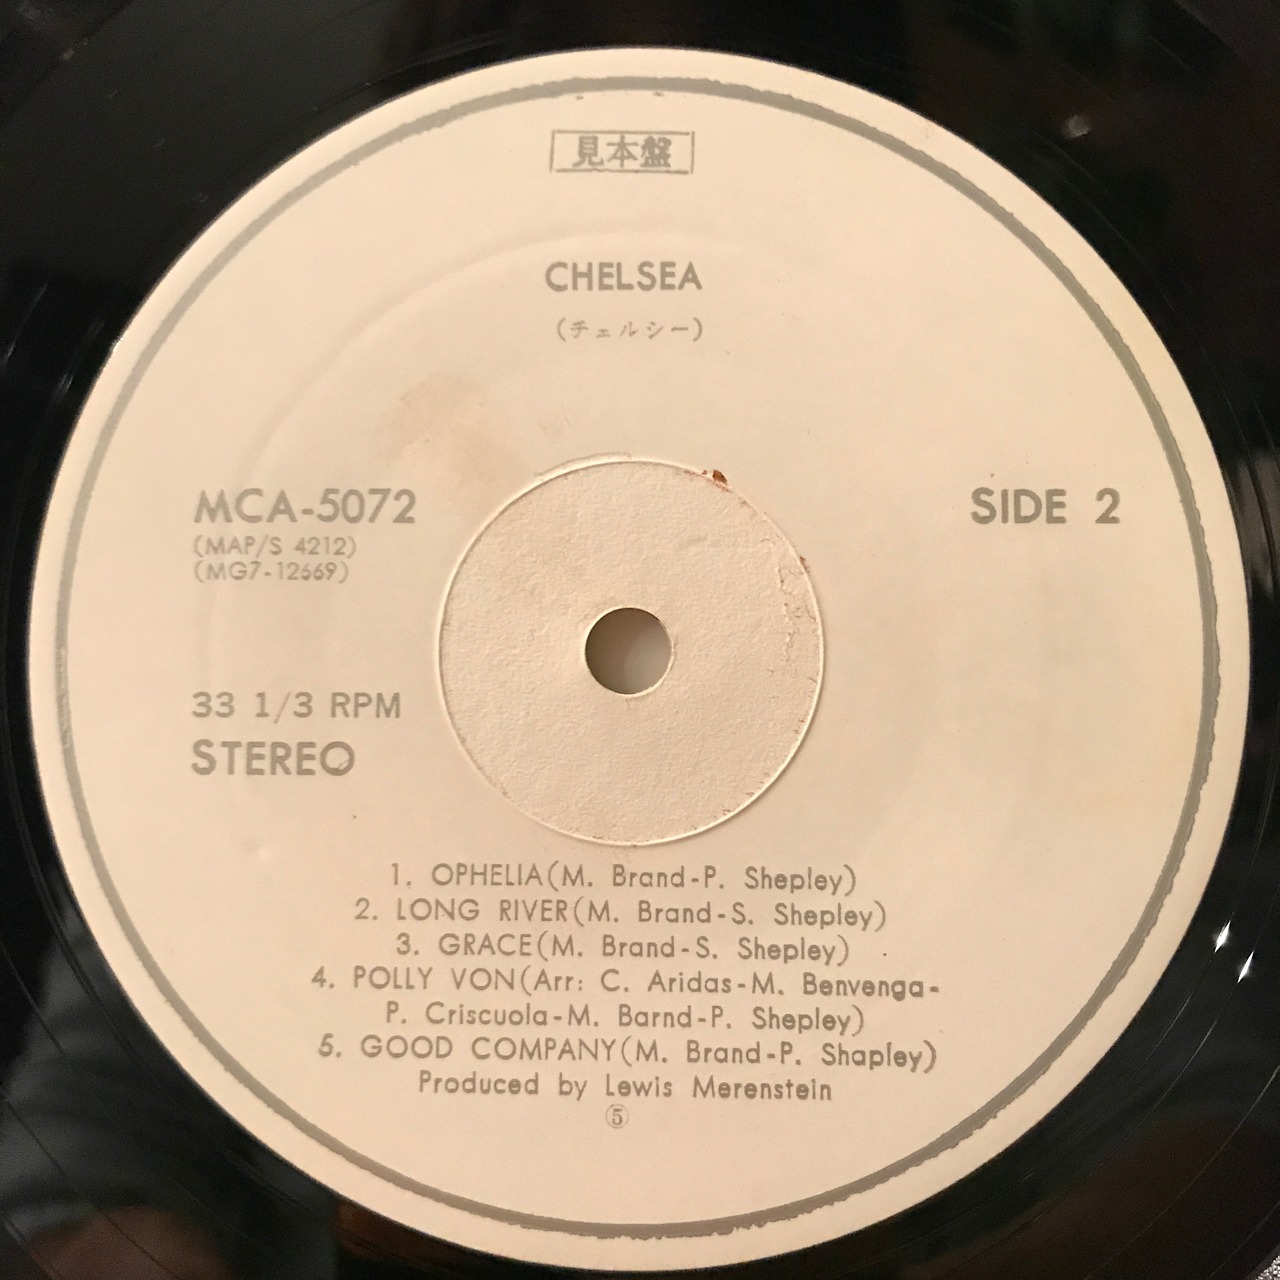 見本盤
CHELSEA
(チェルシー)
MCA-5072
(MAP/S 4212)
(MG7-12669)
SIDE 2
33 1/3 RPM
STEREO
1. OPHELIA(M. Brand-P. Shepley)
2. LONG RIVER(M. Brand-S. Shepley)
3. GRACE(M. Brand-S. Shepley)
4. POLLY VON(Arr: C. Aridas-M. Benvenga-
P. Criscuola-M. Barnd-P. Shepley)
5. GOOD COMPANY(M. Brand-P. Shapley)
Produced by Lewis Merenstein
⑤